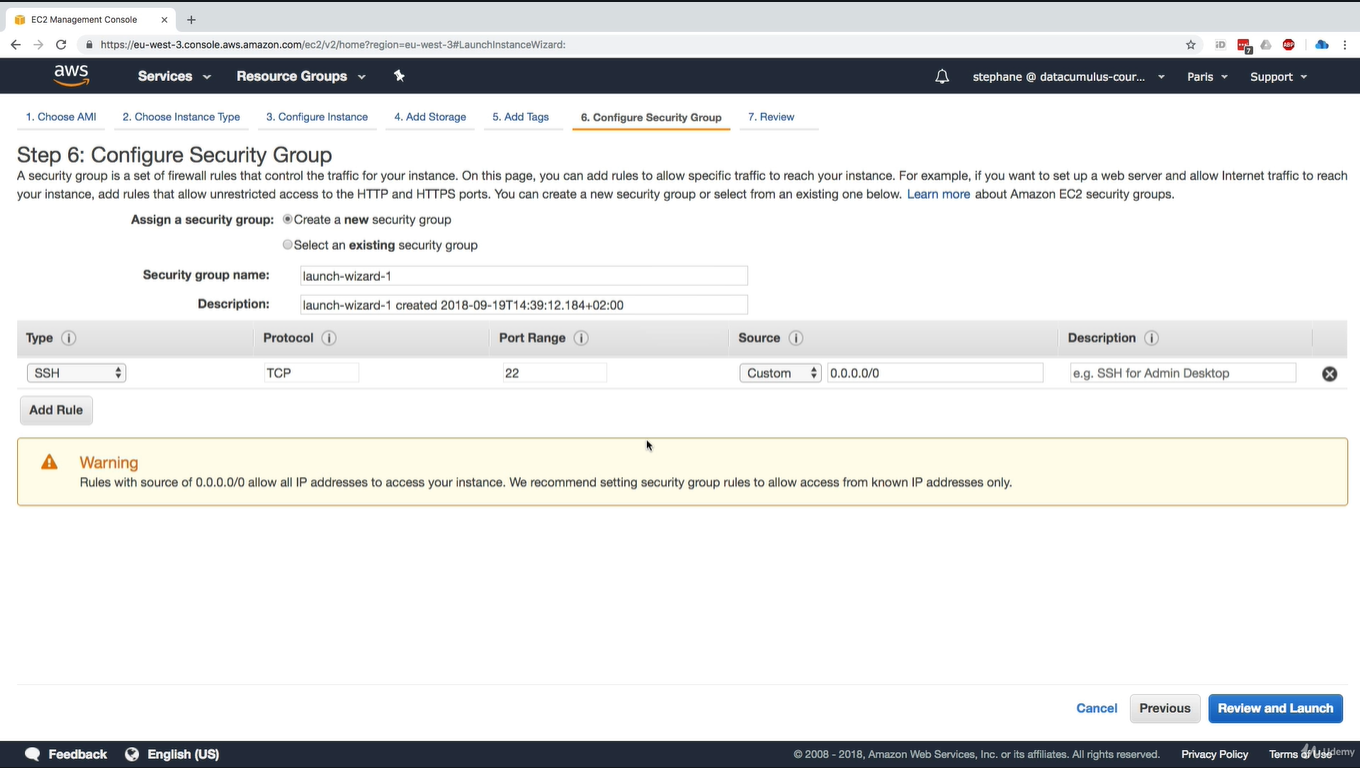 EC2 Management Console
https://eu-west-3.console.aws.amazon.com/ec2/v2/home?region=eu-west-3#LaunchInstanceWizard:
iD
7
ABP
aws
Services
Resource Groups
stephane @ datacumulus-cour...
Paris
Support
1. Choose AMI
2. Choose Instance Type
3. Configure Instance
4. Add Storage
5. Add Tags
6. Configure Security Group
7. Review
Step 6: Configure Security Group
A security group is a set of firewall rules that control the traffic for your instance. On this page, you can add rules to allow specific traffic to reach your instance. For example, if you want to set up a web server and allow Internet traffic to reach
your instance, add rules that allow unrestricted access to the HTTP and HTTPS ports. You can create a new security group or select from an existing one below. Learn more about Amazon EC2 security groups.
Assign a security group: Create a new security group
Select an existing security group
Security group name: launch-wizard-1
Description: launch-wizard-1 created 2018-09-19T14:39:12.184+02:00
Type Protocol Port Range Source Description
SSH TCP 22 Custom 0.0.0.0/0 e.g. SSH for Admin Desktop
Add Rule
Warning
Rules with source of 0.0.0.0/0 allow all IP addresses to access your instance. We recommend setting security group rules to allow access from known IP addresses only.
Cancel
Previous
Review and Launch
Feedback
English (US)
© 2008 - 2018, Amazon Web Services, Inc. or its affiliates. All rights reserved.
Privacy Policy
Terms of Use
Udemy